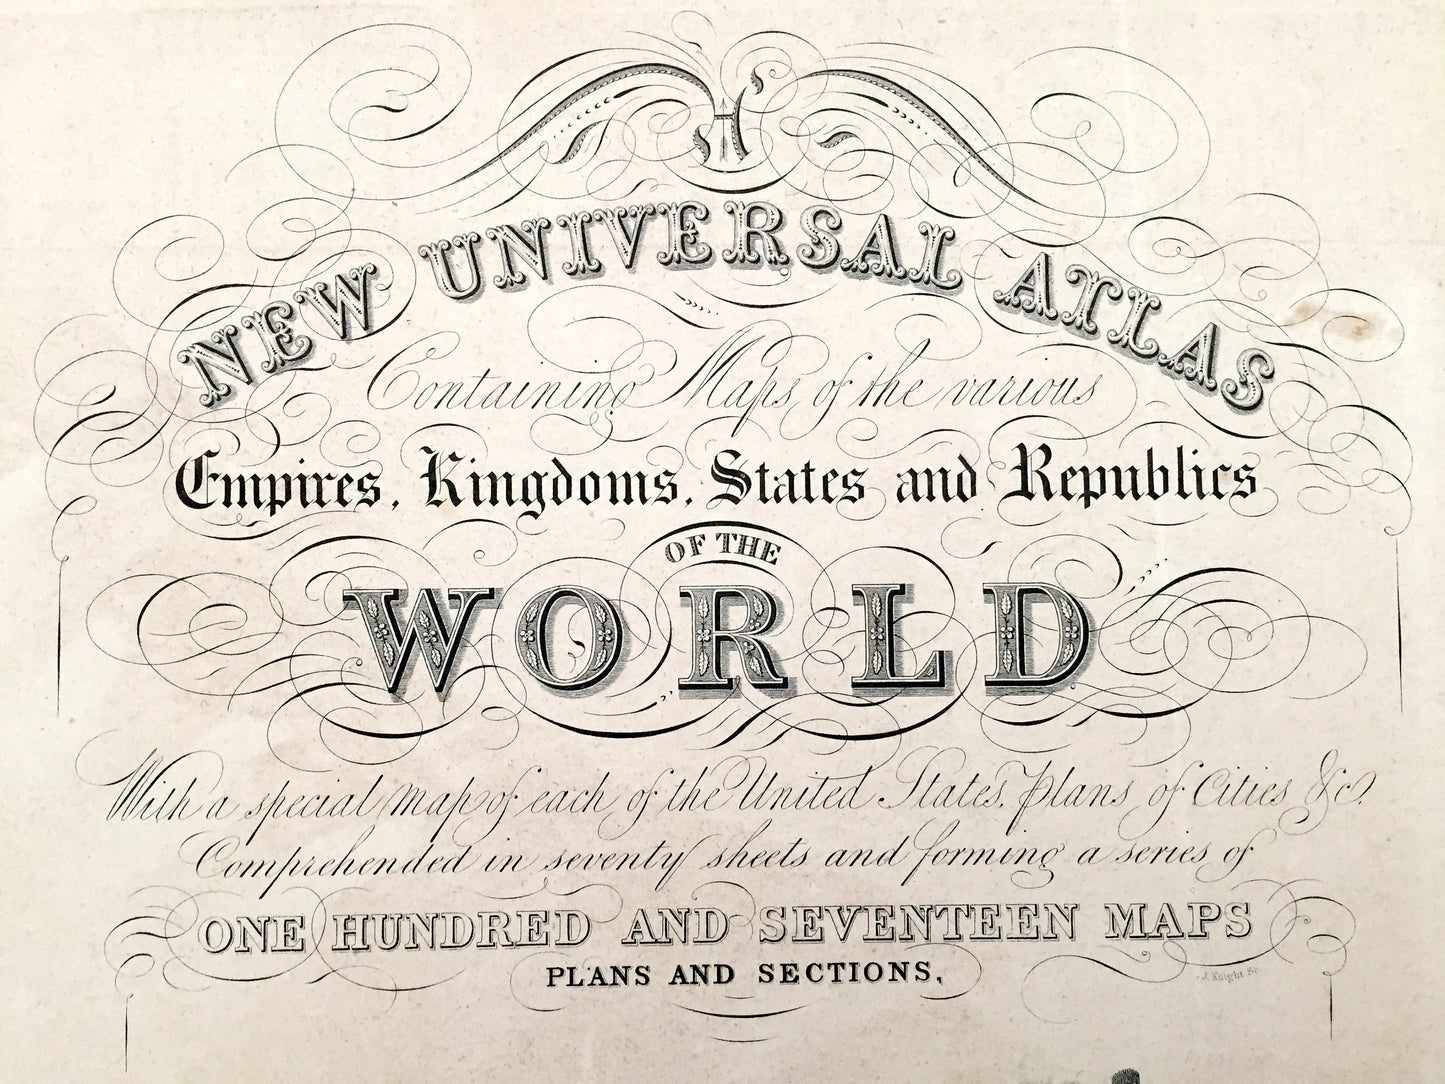 A
NEW UNIVERSAL ATLAS
Containing Maps of the various
Empires, Kingdoms, States and Republics
OF THE
WORLD.
With a special map of each of the United States, Plans of Cities &c.
Comprehended in seventy sheets and forming a series of
ONE HUNDRED AND SEVENTEEN MAPS
PLANS AND SECTIONS,
J. Knight Sc.